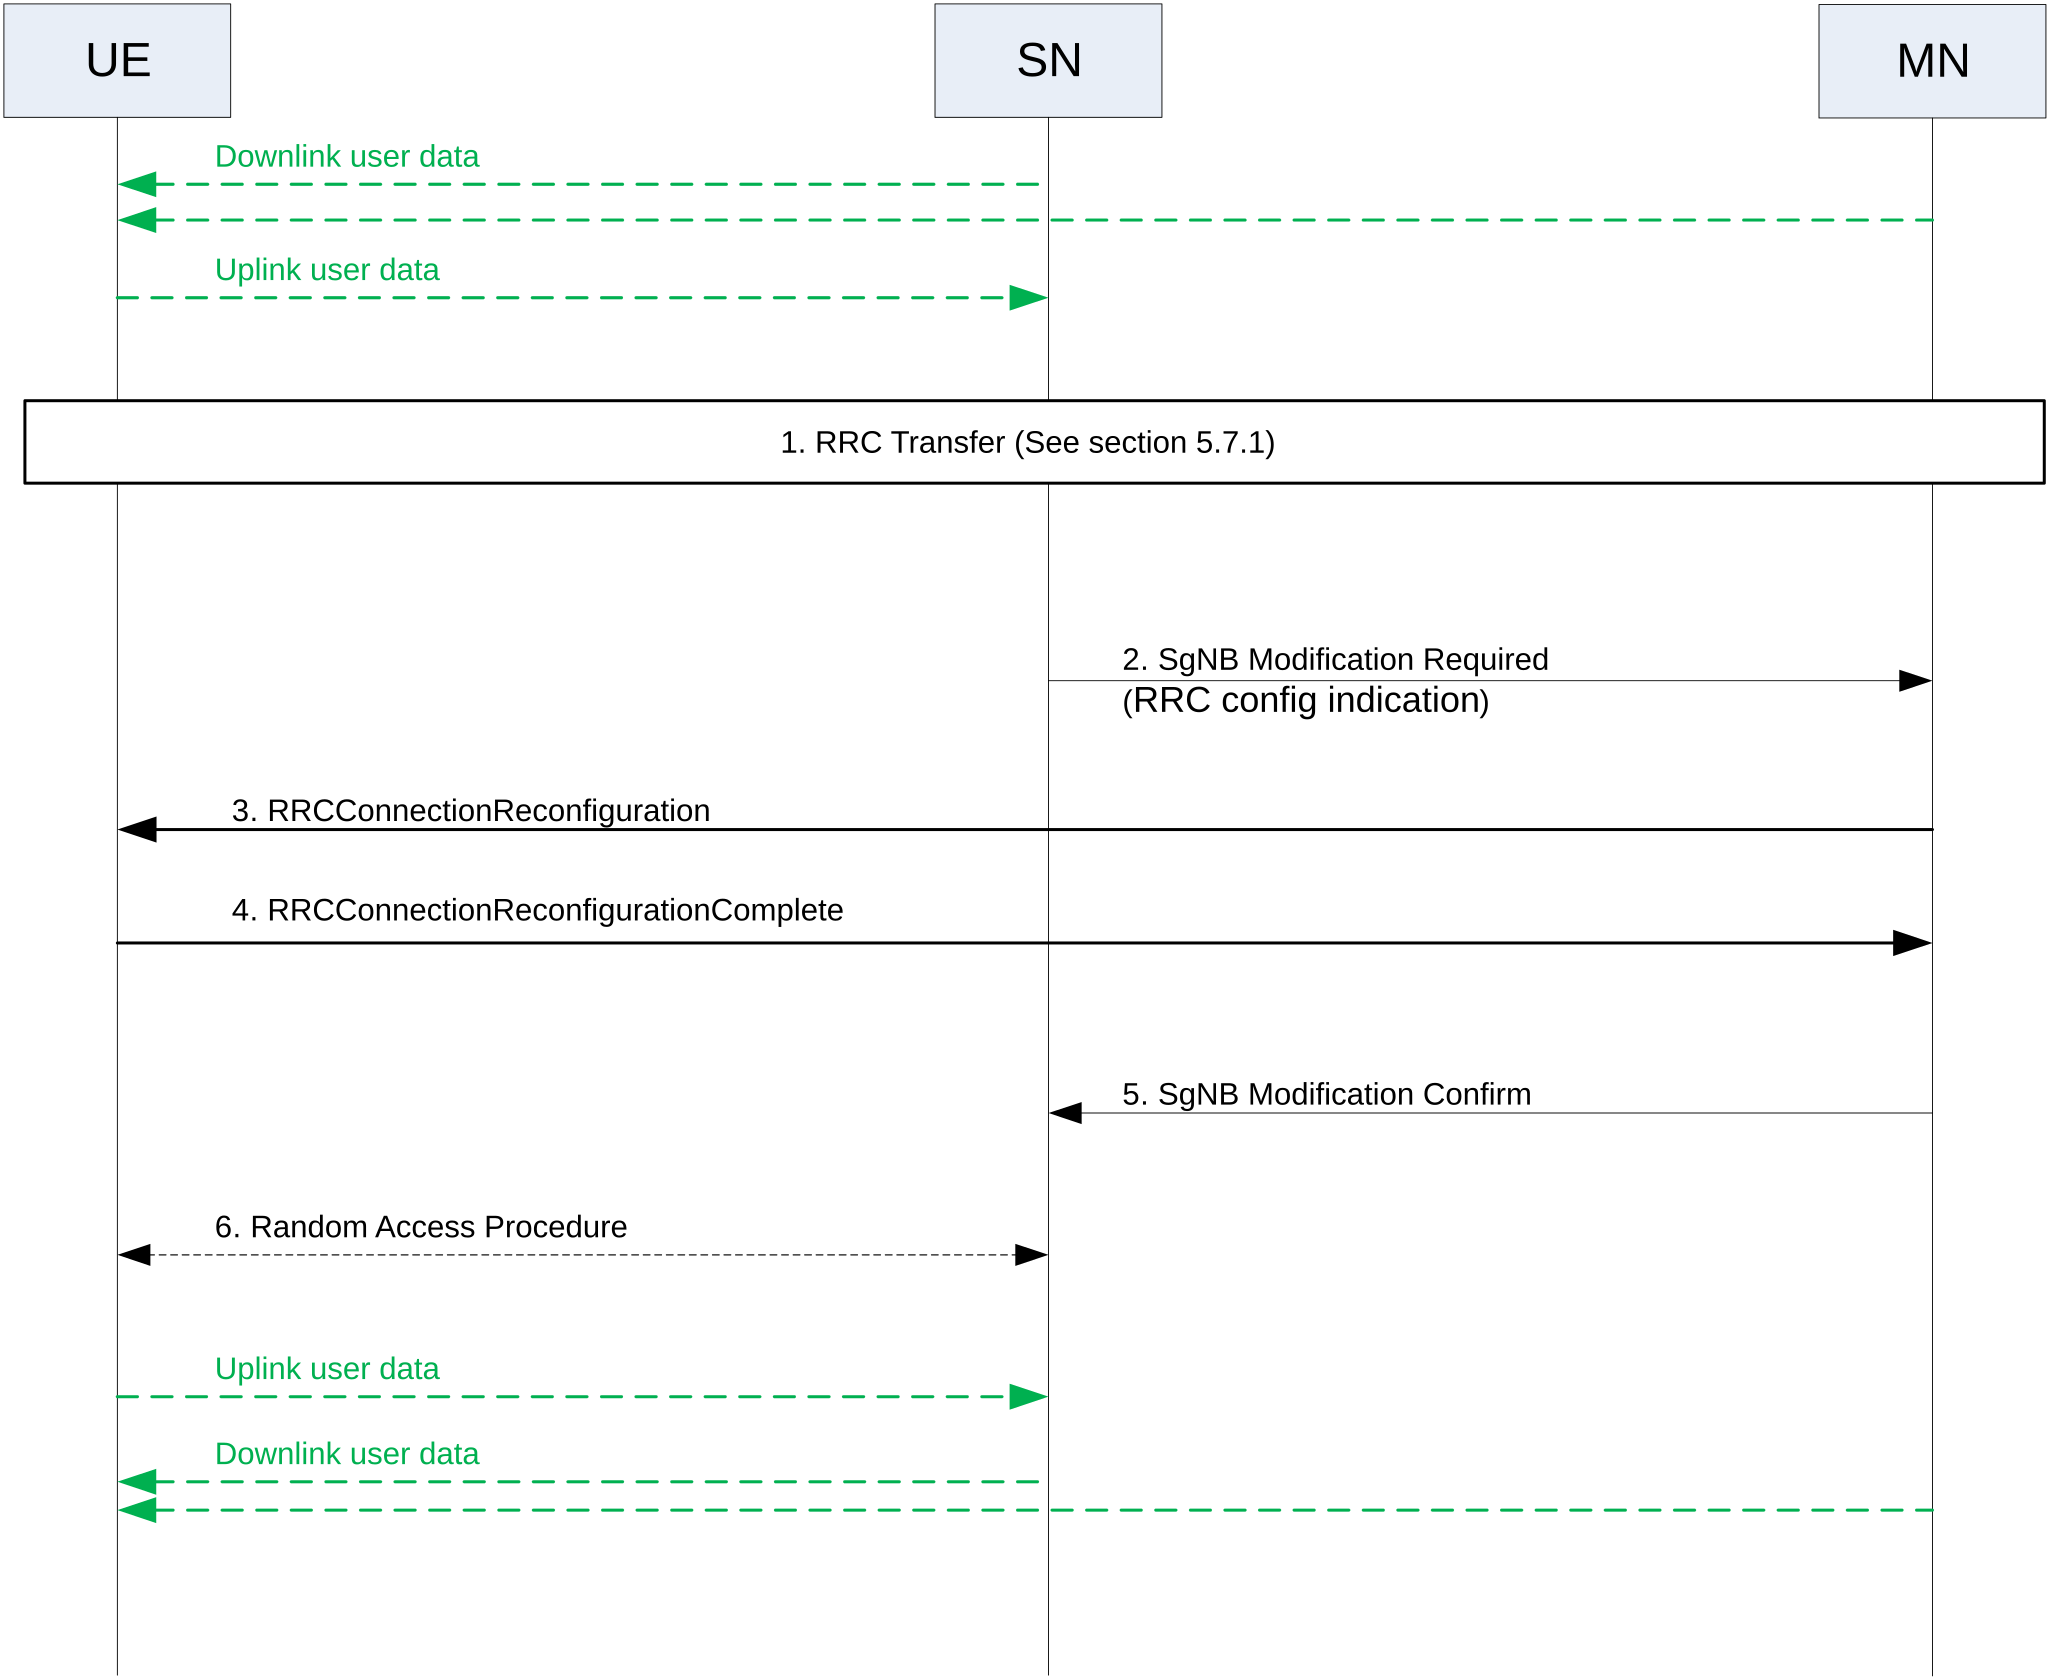 UE
SN
MN
Downlink user data
Uplink user data
1. RRC Transfer (See section 5.7.1)
2. SgNB Modification Required
(RRC config indication)
3. RRCConnectionReconfiguration
4. RRCConnectionReconfigurationComplete
5. SgNB Modification Confirm
6. Random Access Procedure
Uplink user data
Downlink user data